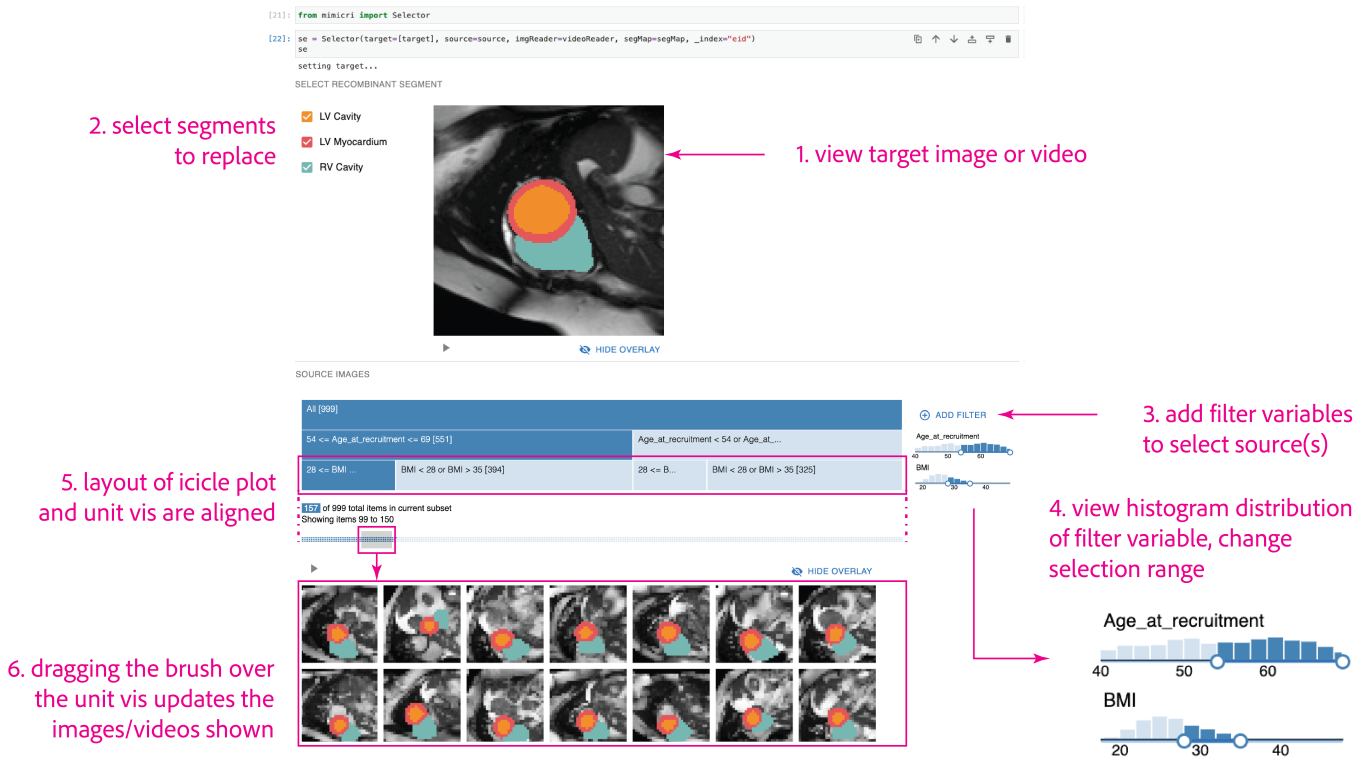 [21]: from mimicri import Selector
[22]: se = Selector(target=[target], source=source, imgReader=videoReader, segMap=segMap, _index="eid")
se
setting target...
SELECT RECOMBINANT SEGMENT
LV Cavity
LV Myocardium
RV Cavity
2. select segments
to replace
1. view target image or video
HIDE OVERLAY
SOURCE IMAGES
All [999]
54 <= Age_at_recruitment <= 69 [551]
Age_at_recruitment < 54 or Age_at_...
28 <= BMI ...
BMI < 28 or BMI > 35 [394]
28 <= B...
BMI < 28 or BMI > 35 [325]
ADD FILTER
Age_at_recruitment
40 50 60
BMI
20 30 40
3. add filter variables
to select source(s)
5. layout of icicle plot
and unit vis are aligned
157 of 999 total items in current subset
Showing items 99 to 150
4. view histogram distribution
of filter variable, change
selection range
HIDE OVERLAY
6. dragging the brush over
the unit vis updates the
images/videos shown
Age_at_recruitment
40 50 60
BMI
20 30 40